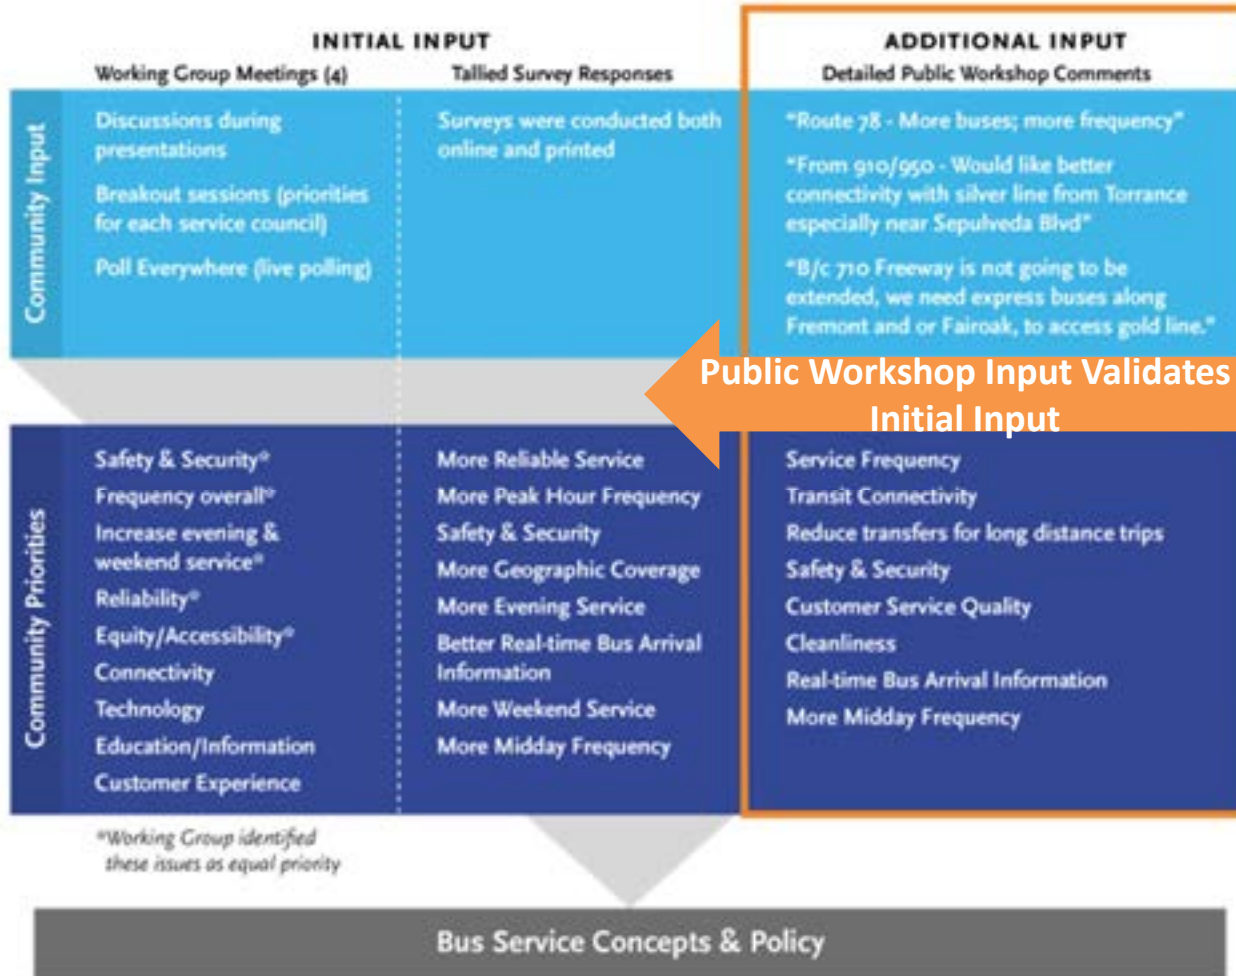 INITIAL INPUT
Working Group Meetings (4)
Tallied Survey Responses
ADDITIONAL INPUT
Detailed Public Workshop Comments
Community Input
Discussions during
presentations
Breakout sessions (priorities
for each service council)
Poll Everywhere (live polling)
Surveys were conducted both
online and printed
"Route 78 - More buses; more frequency"
"From 910/950 - Would like better
connectivity with silver line from Torrance
especially near Sepulveda Blvd"
"B/c 710 Freeway is not going to be
extended, we need express buses along
Fremont and or Fairoak, to access gold line."
Public Workshop Input Validates
Initial Input
Community Priorities
Safety & Security*
Frequency overall*
Increase evening &
weekend service*
Reliability*
Equity/Accessibility*
Connectivity
Technology
Education/Information
Customer Experience
More Reliable Service
More Peak Hour Frequency
Safety & Security
More Geographic Coverage
More Evening Service
Better Real-time Bus Arrival
Information
More Weekend Service
More Midday Frequency
Service Frequency
Transit Connectivity
Reduce transfers for long distance trips
Safety & Security
Customer Service Quality
Cleanliness
Real-time Bus Arrival Information
More Midday Frequency
*Working Group identified
these issues as equal priority
Bus Service Concepts & Policy